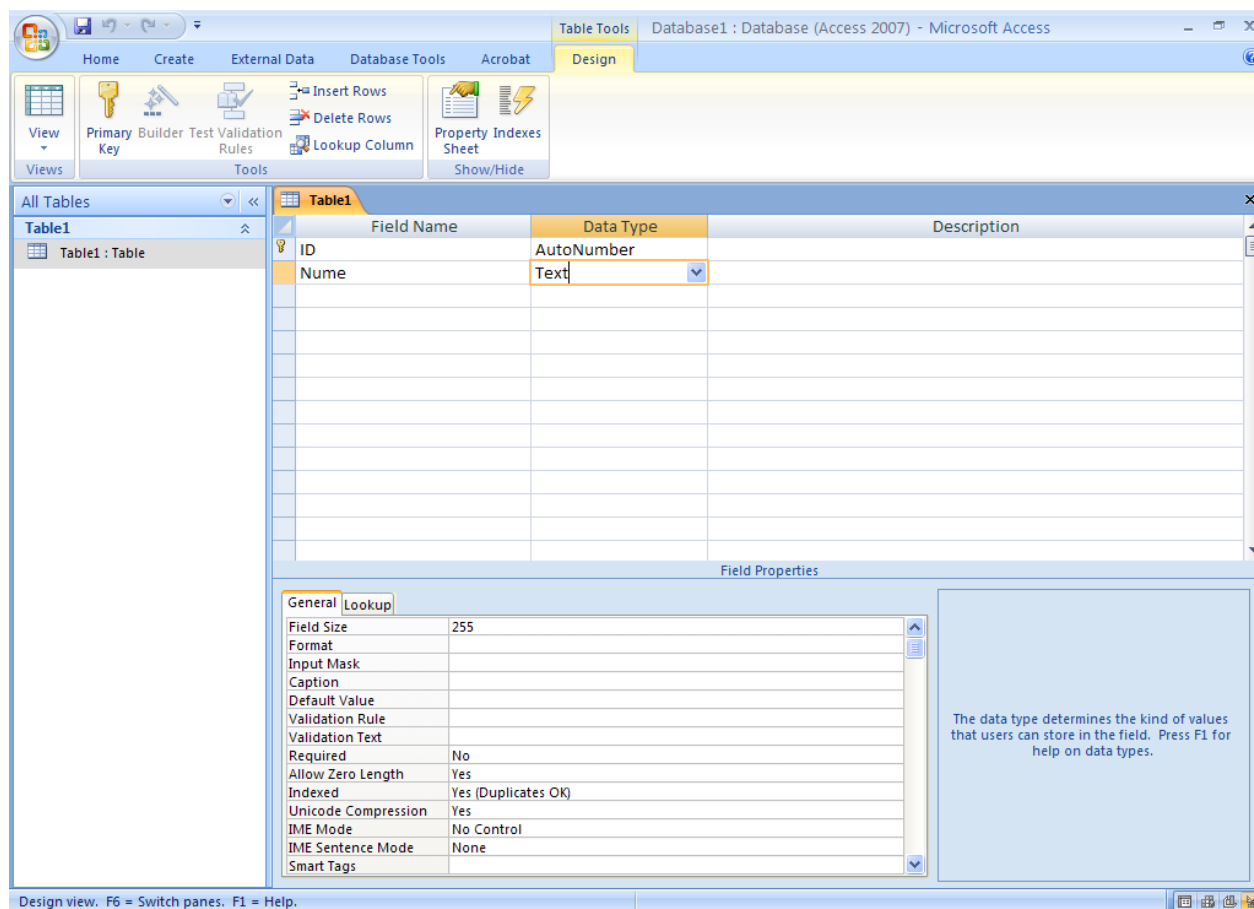 Table Tools
Database1 : Database (Access 2007) - Microsoft Access
Home Create External Data Database Tools Acrobat Design
View
Views
Primary Key
Builder
Test Validation Rules
Insert Rows
Delete Rows
Lookup Column
Tools
Property Sheet
Indexes
Show/Hide
All Tables
Table1
Table1 : Table
Table1
Field Name Data Type Description
ID AutoNumber
Nume Text
Field Properties
General Lookup
Field Size 255
Format
Input Mask
Caption
Default Value
Validation Rule
Validation Text
Required No
Allow Zero Length Yes
Indexed Yes (Duplicates OK)
Unicode Compression Yes
IME Mode No Control
IME Sentence Mode None
Smart Tags
The data type determines the kind of values
that users can store in the field. Press F1 for
help on data types.
Design view. F6 = Switch panes. F1 = Help.